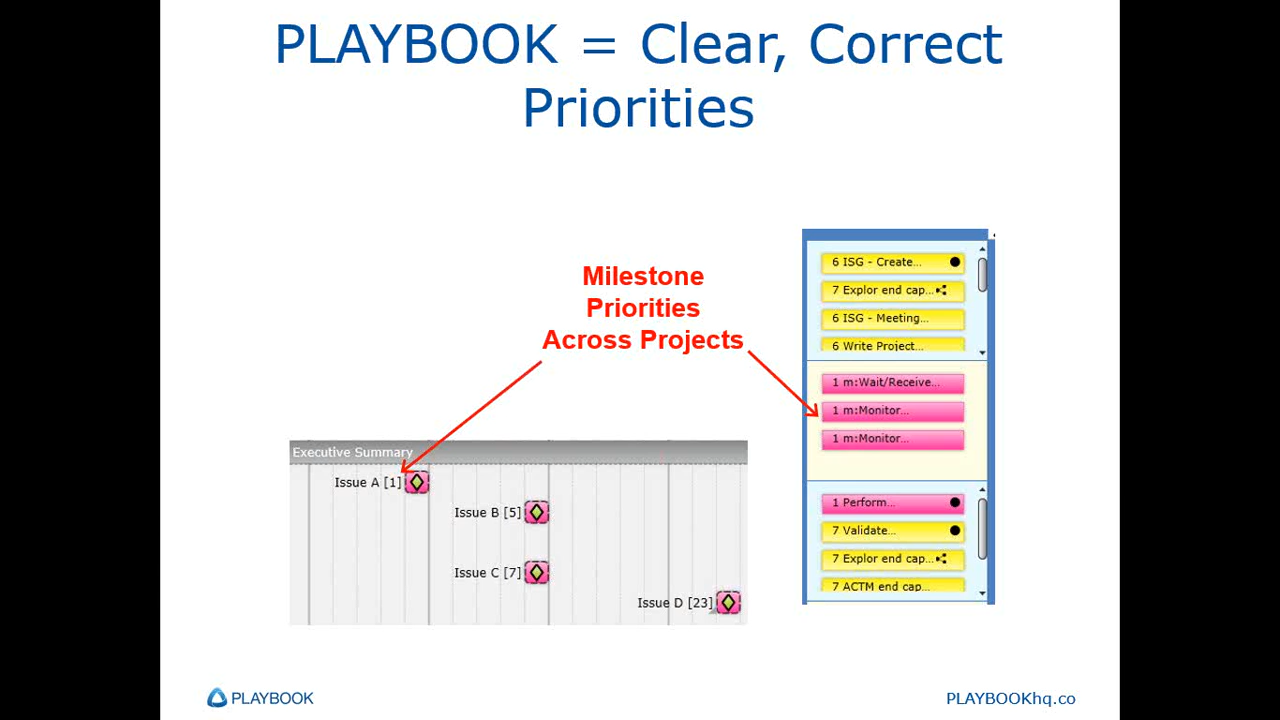 PLAYBOOK = Clear, Correct
Priorities
Milestone
Priorities
Across Projects
Executive Summary
Issue A [1]
Issue B [5]
Issue C [7]
Issue D [23]
6 ISG - Create...
7 Explor end cap...
6 ISG - Meeting...
6 Write Project...
1 m:Wait/Receive...
1 m:Monitor...
1 m:Monitor...
1 Perform...
7 Validate...
7 Explor end cap...
7 ACTM end cap...
PLAYBOOK
PLAYBOOKhq.co